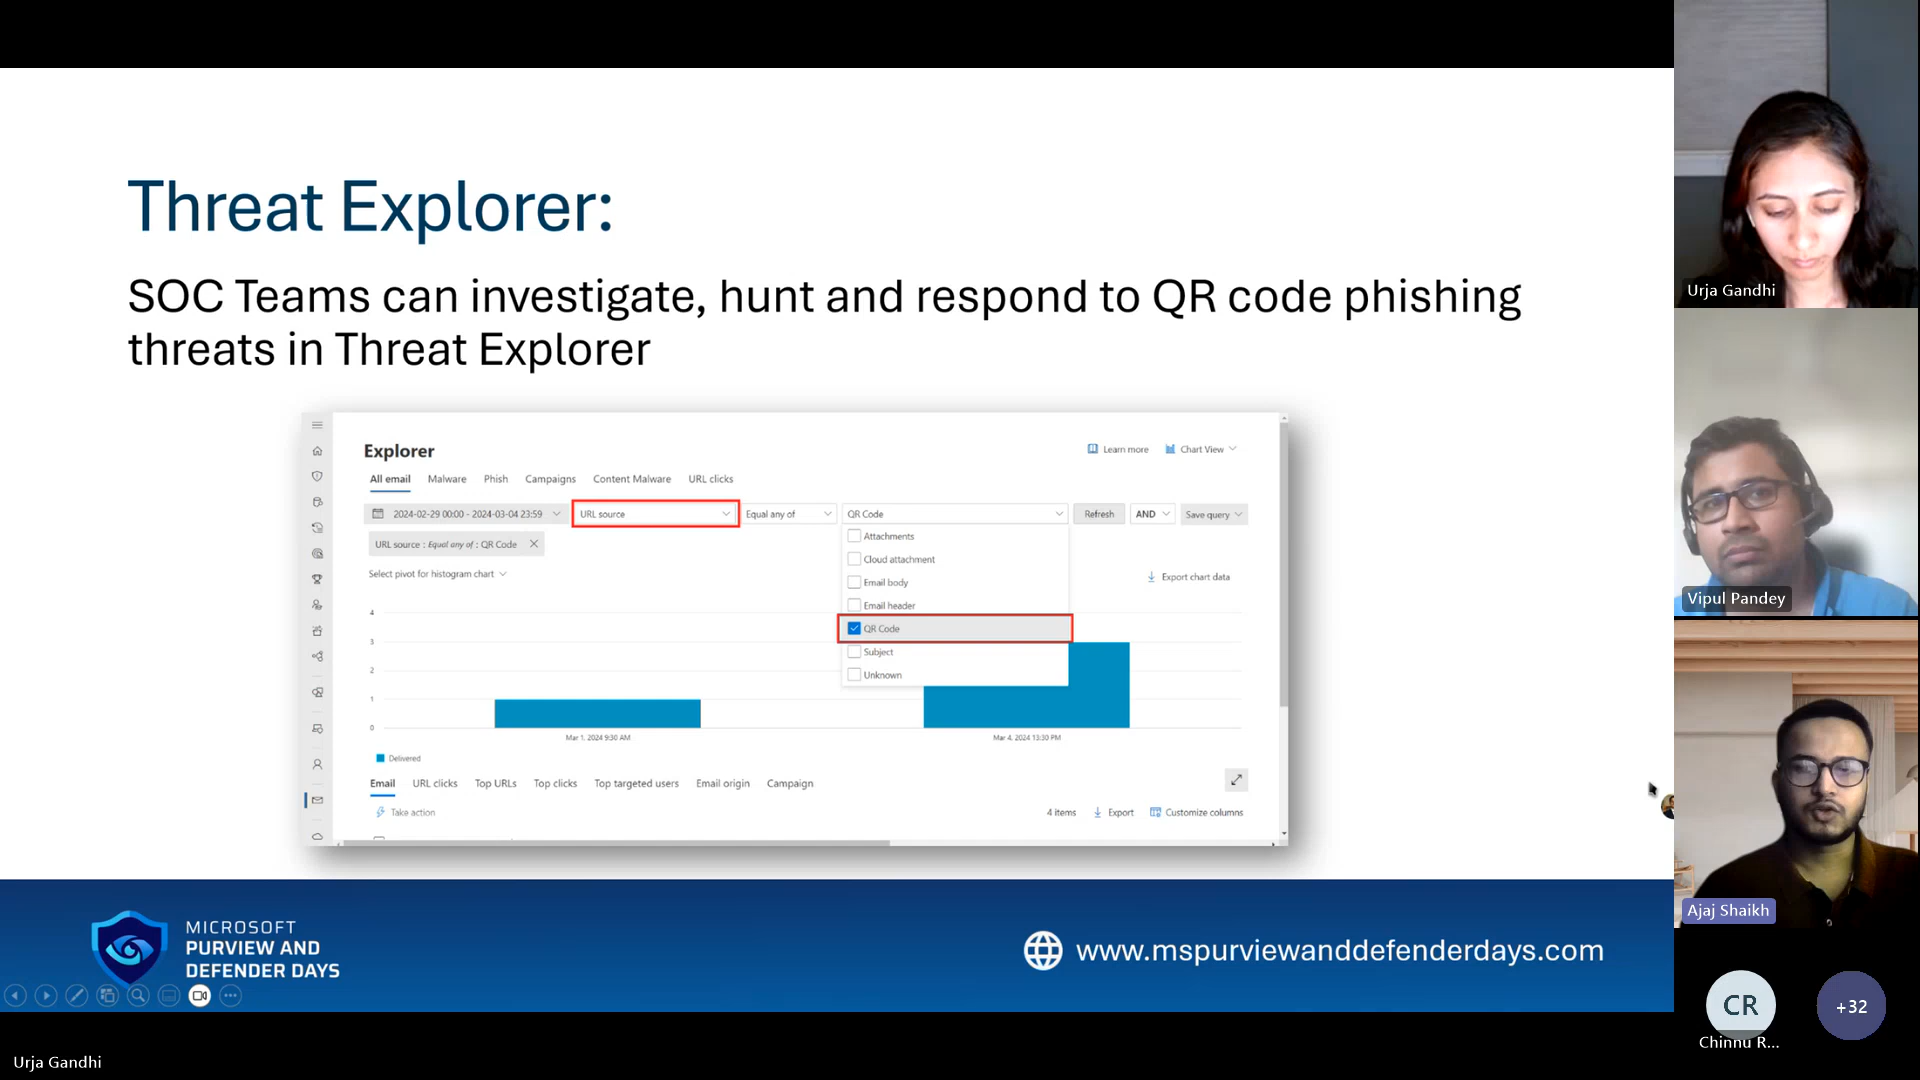 Threat Explorer:
SOC Teams can investigate, hunt and respond to QR code phishing
threats in Threat Explorer
Explorer
Learn more
Chart View
All email Malware Phish Campaigns Content Malware URL clicks
2024-02-29 00:00 - 2024-03-04 23:59 URL source Equal any of QR Code Refresh AND Save query
URL source : Equal any of : QR Code
Attachments
Cloud attachment
Email body
Email header
QR Code
Subject
Unknown
Select pivot for histogram chart
Export chart data
4
3
2
1
0
Mar 1, 2024 9:30 AM Mar 4, 2024 13:30 PM
Delivered
Email URL clicks Top URLs Top clicks Top targeted users Email origin Campaign
Take action 4 items Export Customize columns
MICROSOFT
PURVIEW AND
DEFENDER DAYS
www.mspurviewanddefenderdays.com
Urja Gandhi
Vipul Pandey
Ajaj Shaikh
CR
+32
Chinnu R...
Urja Gandhi